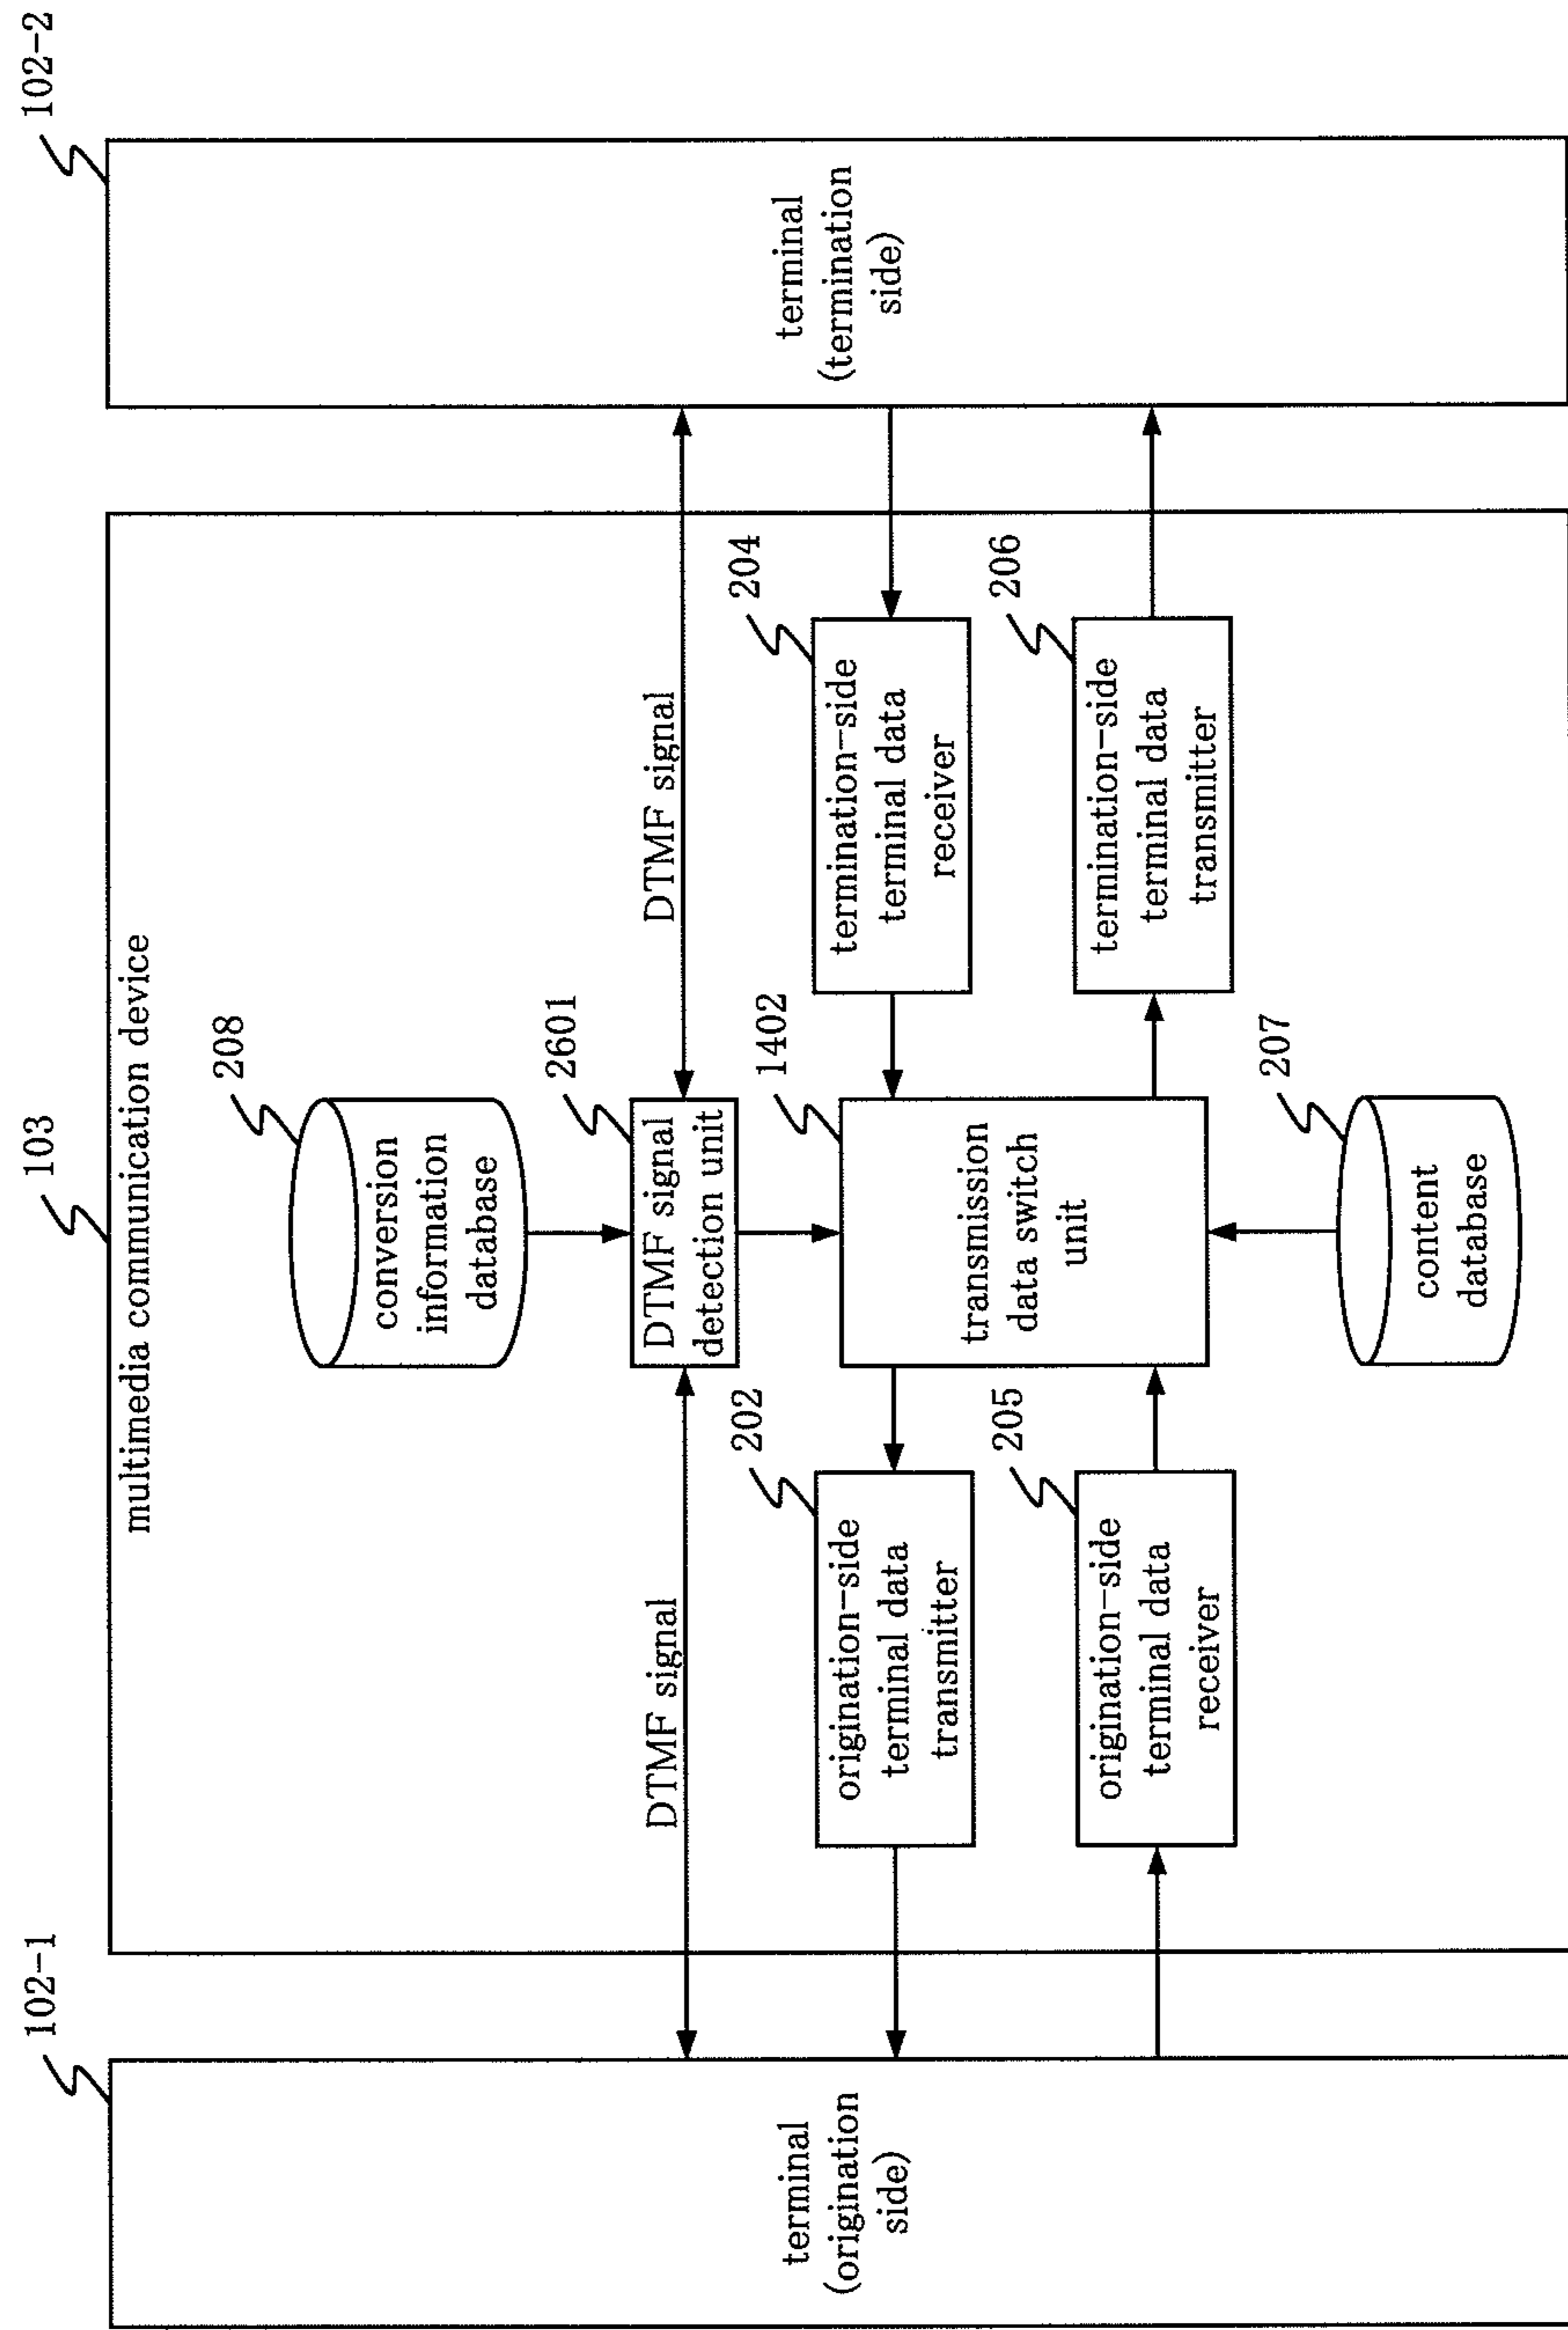 102-1
103
102-2
terminal
(origination
side)
multimedia communication device
208
conversion
information
database
2601
DTMF signal
DTMF signal
detection unit
DTMF signal
terminal
(termination
side)
202
origination-side
terminal data
transmitter
1402
transmission
data switch
unit
204
termination-side
terminal data
receiver
205
origination-side
terminal data
receiver
206
termination-side
terminal data
transmitter
207
content
database